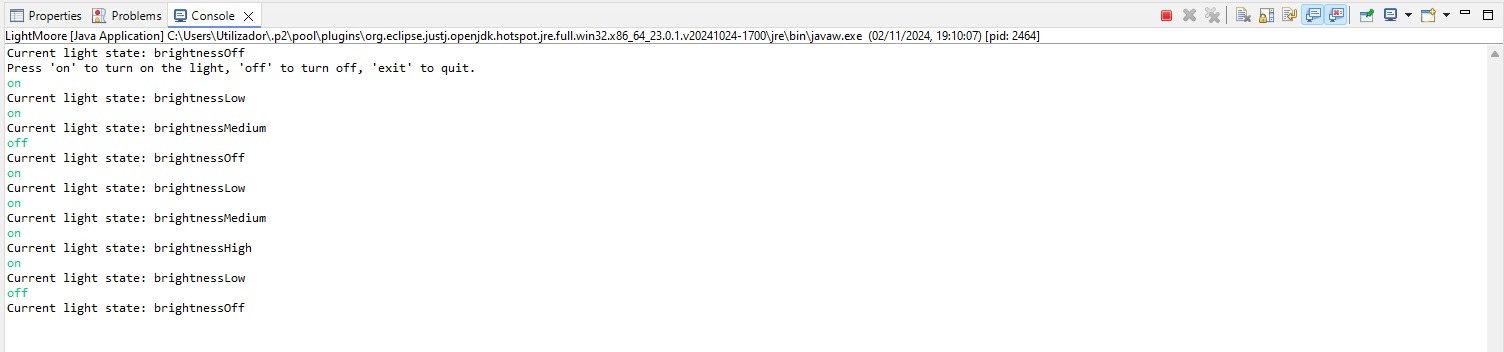 Properties Problems Console
LightMoore [Java Application] C:\Users\Utilizador\.p2\pool\plugins\org.eclipse.justj.openjdk.hotspot.jre.full.win32.x86_64_23.0.1.v20241024-1700\jre\bin\javaw.exe (02/11/2024, 19:10:07) [pid: 2464]
Current light state: brightnessOff
Press 'on' to turn on the light, 'off' to turn off, 'exit' to quit.
on
Current light state: brightnessLow
on
Current light state: brightnessMedium
off
Current light state: brightnessOff
on
Current light state: brightnessLow
on
Current light state: brightnessMedium
on
Current light state: brightnessHigh
on
Current light state: brightnessLow
off
Current light state: brightnessOff